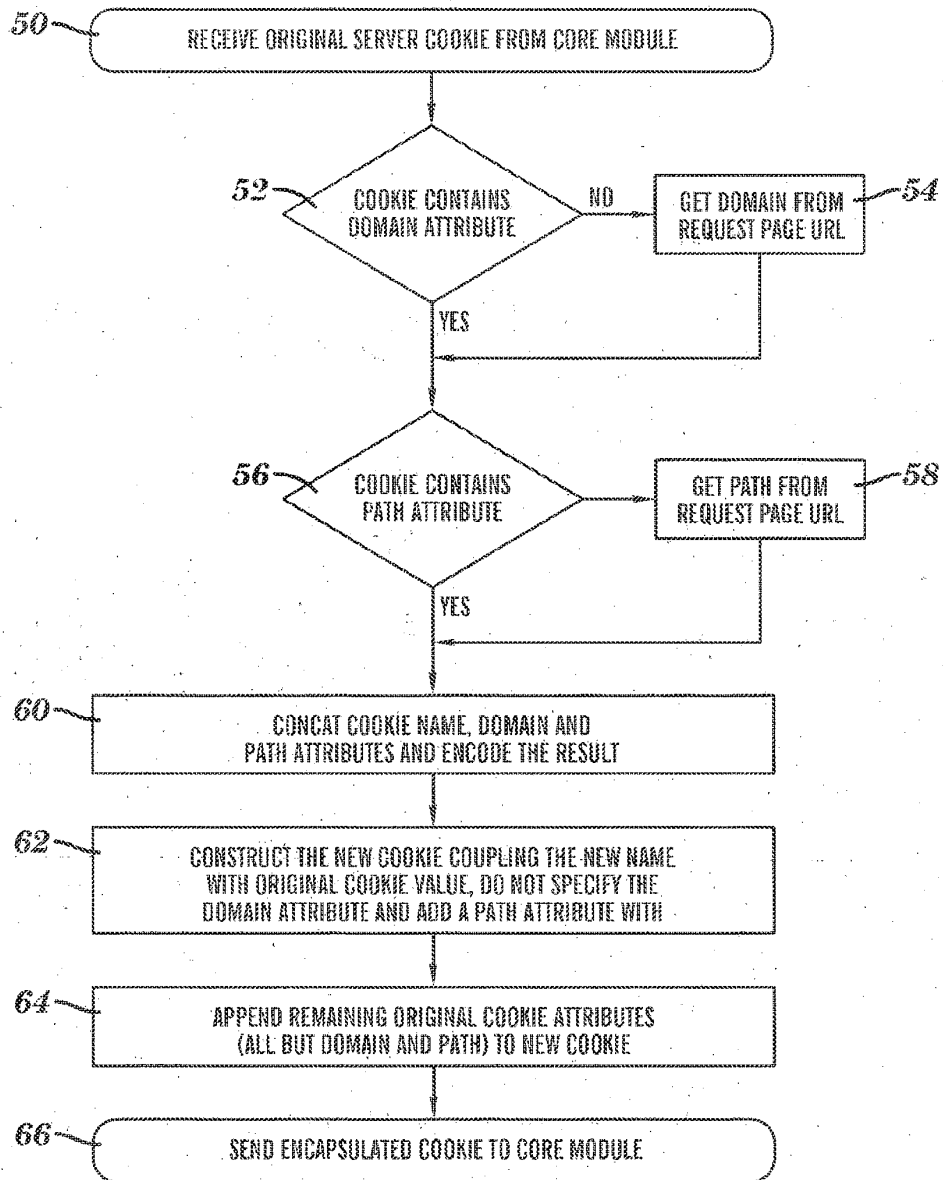 50
RECEIVE ORIGINAL SERVER COOKIE FROM CORE MODULE
52
COOKIE CONTAINS
DOMAIN ATTRIBUTE
NO
GET DOMAIN FROM
REQUEST PAGE URL
54
YES
56
COOKIE CONTAINS
PATH ATTRIBUTE
GET PATH FROM
REQUEST PAGE URL
58
YES
60
CONCAT COOKIE NAME, DOMAIN AND
PATH ATTRIBUTES AND ENCODE THE RESULT
62
CONSTRUCT THE NEW COOKIE COUPLING THE NEW NAME
WITH ORIGINAL COOKIE VALUE, DO NOT SPECIFY THE
DOMAIN ATTRIBUTE AND ADD A PATH ATTRIBUTE WITH
64
APPEND REMAINING ORIGINAL COOKIE ATTRIBUTES
(ALL BUT DOMAIN AND PATH) TO NEW COOKIE
66
SEND ENCAPSULATED COOKIE TO CORE MODULE